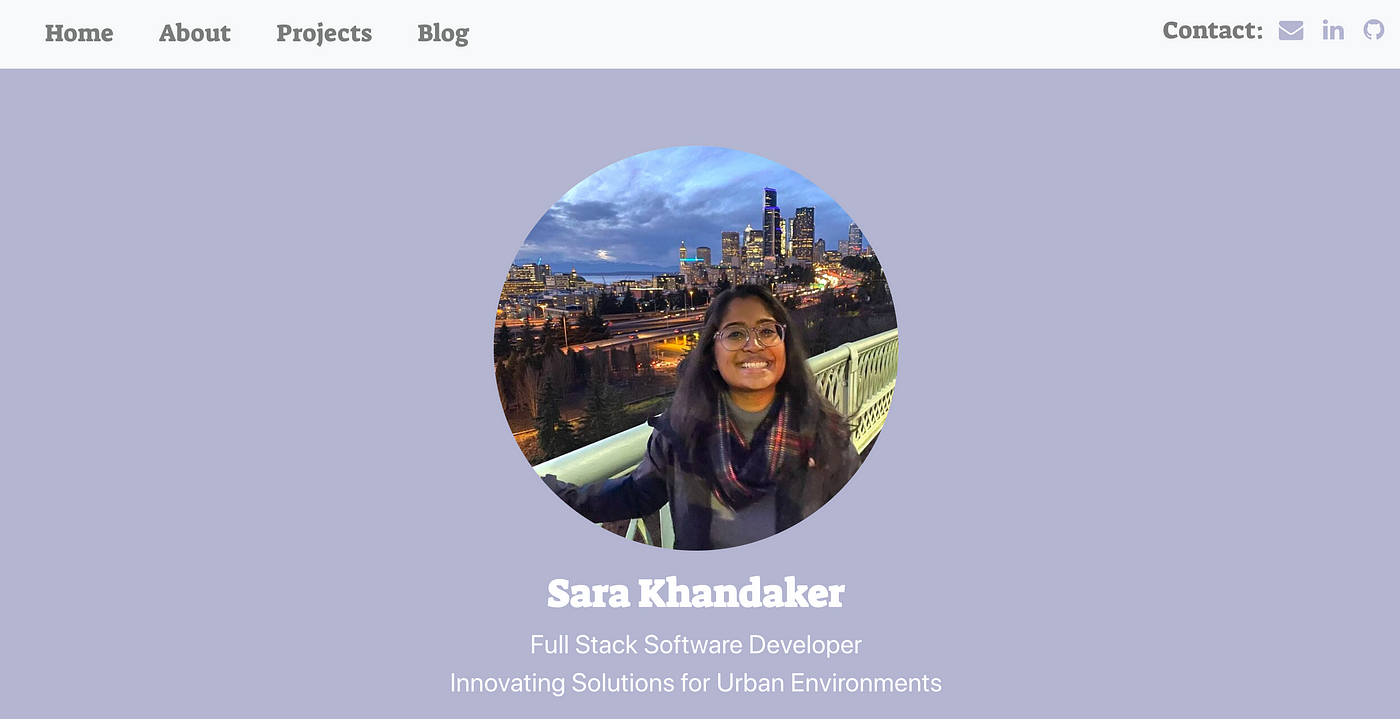 Home About Projects Blog Contact:
Sara Khandaker
Full Stack Software Developer
Innovating Solutions for Urban Environments